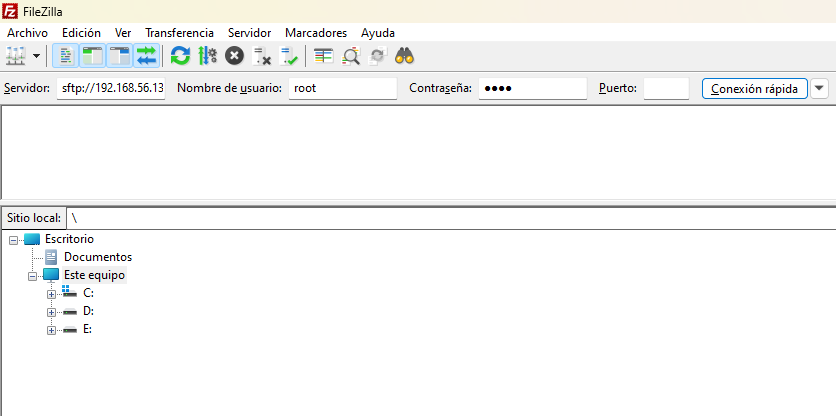 FileZilla
Archivo Edición Ver Transferencia Servidor Marcadores Ayuda
Servidor: sftp://192.168.56.13 Nombre de usuario: root Contraseña: ●●●● Puerto: Conexión rápida
Sitio local: \
Escritorio
Documentos
Este equipo
C:
D:
E: